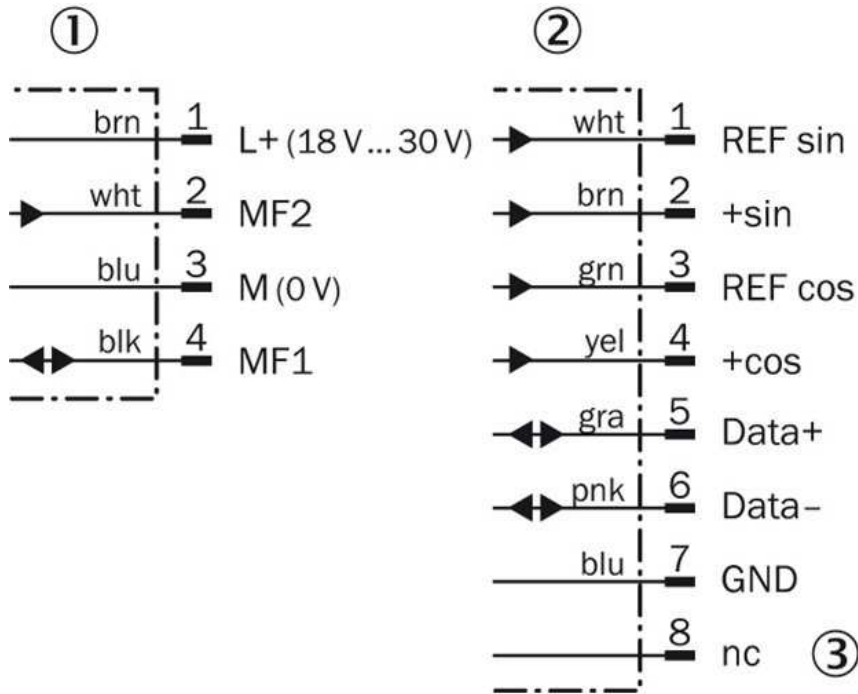 ①
brn 1 L+ (18 V... 30 V)
wht 2 MF2
blu 3 M (0 V)
blk 4 MF1
②
wht 1 REF sin
brn 2 +sin
grn 3 REF cos
yel 4 +cos
gra 5 Data+
pnk 6 Data–
blu 7 GND
8 nc ③